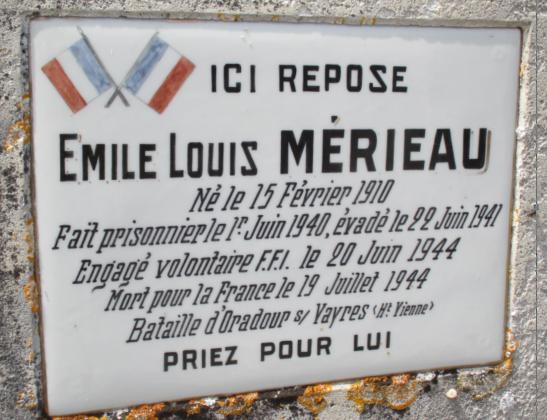 ICI REPOSE
EMILE LOUIS MÉRIEAU
Né le 15 Février 1910
Fait prisonnier le 1r Juin 1940, évadé le 22 Juin 1941
Engagé volontaire F.F.I. le 20 Juin 1944
Mort pour la France le 19 Juillet 1944
Bataille d'Oradour s/ Vayres (Hte Vienne)
PRIEZ POUR LUI